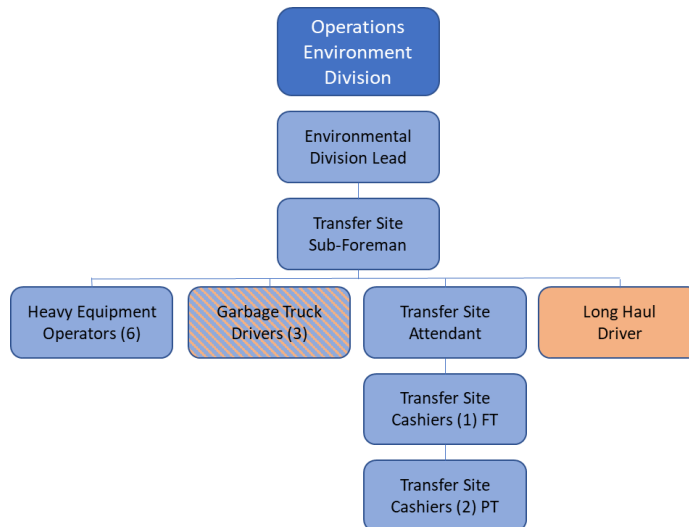 Operations
Environment
Division
Environmental
Division Lead
Transfer Site
Sub-Foreman
Heavy Equipment
Operators (6)
Garbage Truck
Drivers (3)
Transfer Site
Attendant
Long Haul
Driver
Transfer Site
Cashiers (1) FT
Transfer Site
Cashiers (2) PT